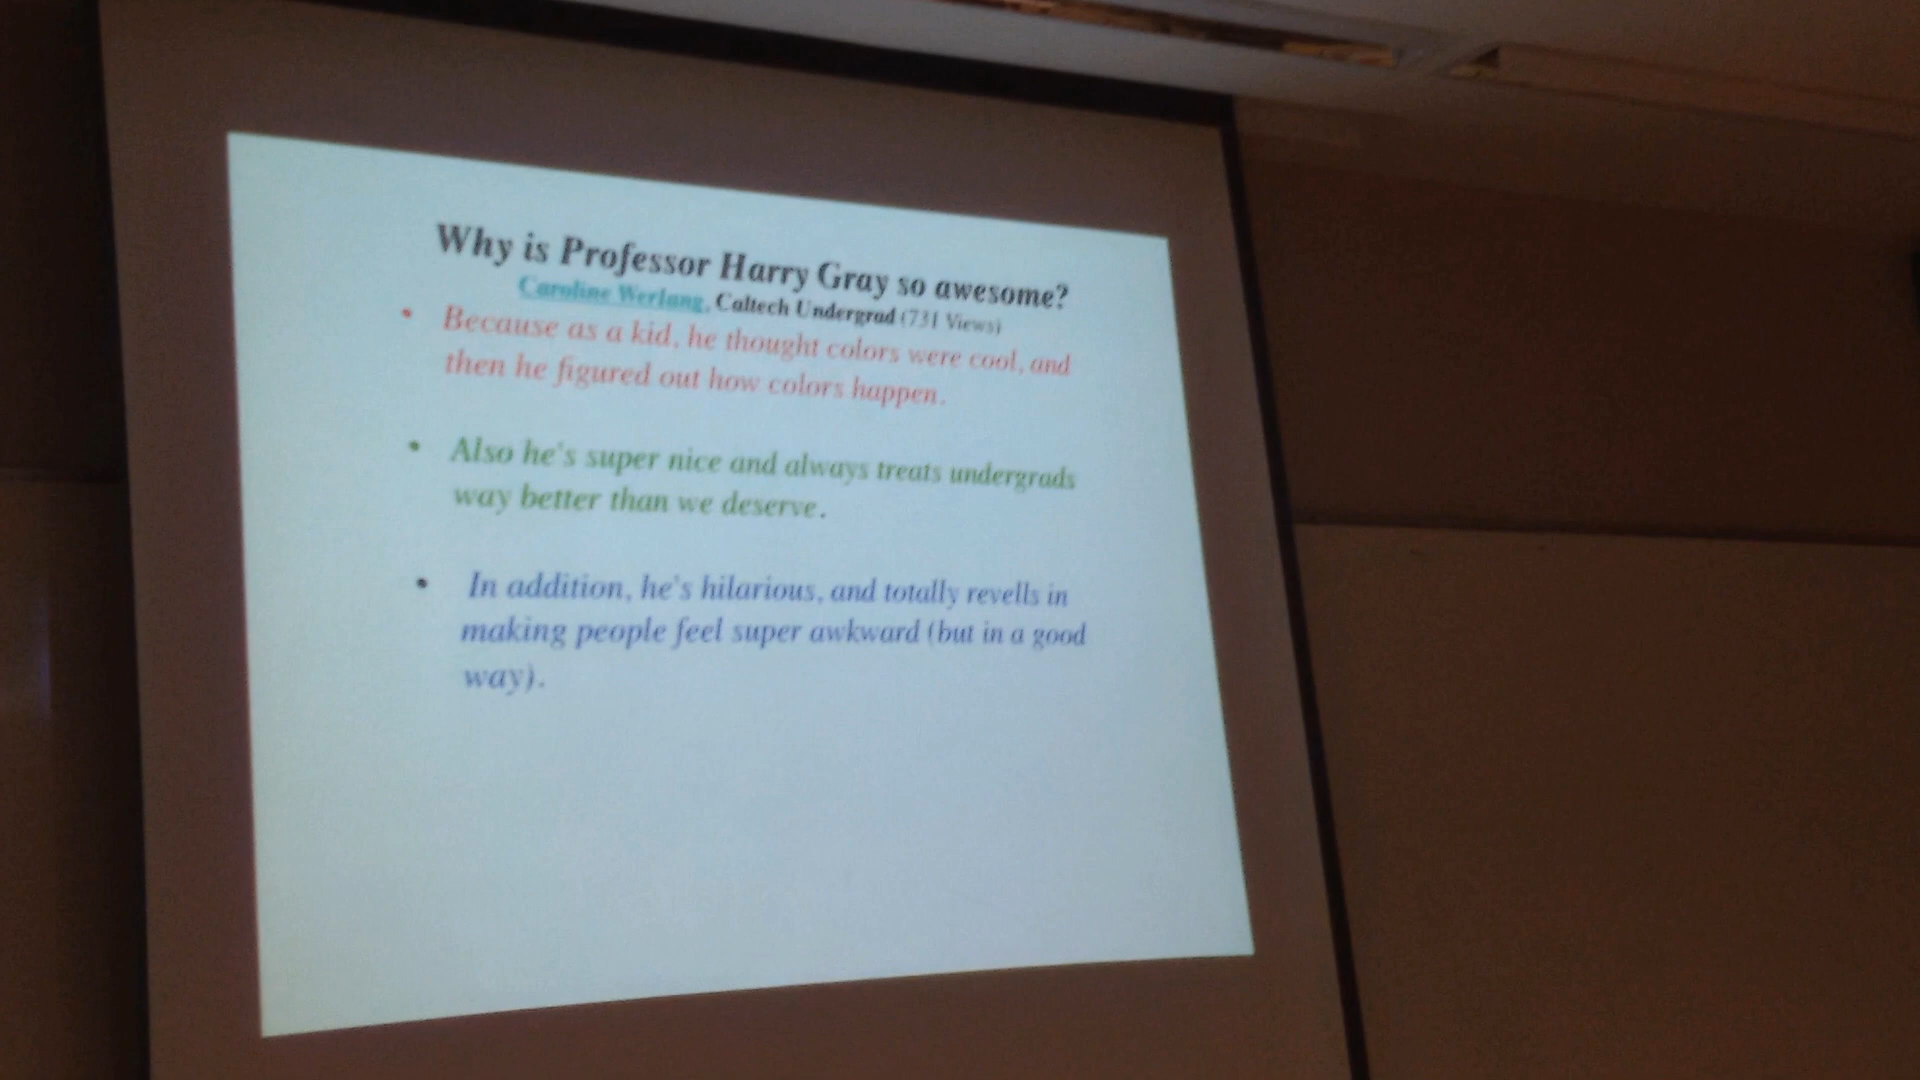 Why is Professor Harry Gray so awesome?
Caroline Werlang, Caltech Undergrad (731 Views)
• Because as a kid, he thought colors were cool, and
then he figured out how colors happen.
• Also he's super nice and always treats undergrads
way better than we deserve.
• In addition, he's hilarious, and totally revells in
making people feel super awkward (but in a good
way).